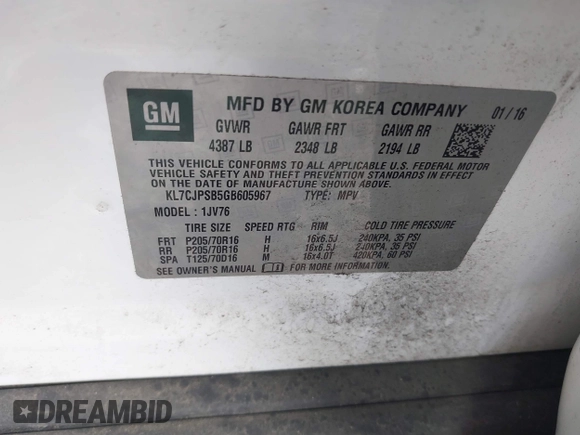 GM
MFD BY GM KOREA COMPANY 01/16
GVWR GAWR FRT GAWR RR
4387 LB 2348 LB 2194 LB
THIS VEHICLE CONFORMS TO ALL APPLICABLE U.S. FEDERAL MOTOR
VEHICLE SAFETY AND THEFT PREVENTION STANDARDS IN EFFECT
ON THE DATE OF MANUFACTURE SHOWN ABOVE.
KL7CJPSB5GB605967 TYPE: MPV
MODEL: 1JV76
TIRE SIZE SPEED RTG RIM COLD TIRE PRESSURE
FRT P205/70R16 H 16x6.5J 240KPA, 35 PSI
RR P205/70R16 H 16x6.5J 240KPA, 35 PSI
SPA T125/70D16 M 16x4.0T 420KPA, 60 PSI
SEE OWNER'S MANUAL FOR MORE INFORMATION.
DREAMBID